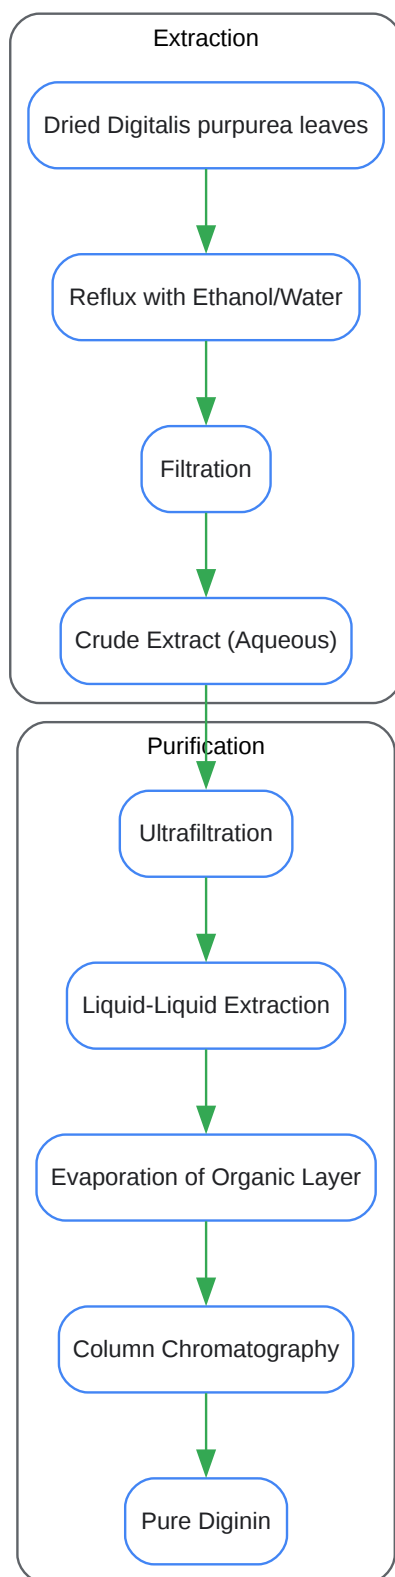 Extraction
Dried Digitalis purpurea leaves
Reflux with Ethanol/Water
Filtration
Crude Extract (Aqueous)
Purification
Ultrafiltration
Liquid-Liquid Extraction
Evaporation of Organic Layer
Column Chromatography
Pure Diginin